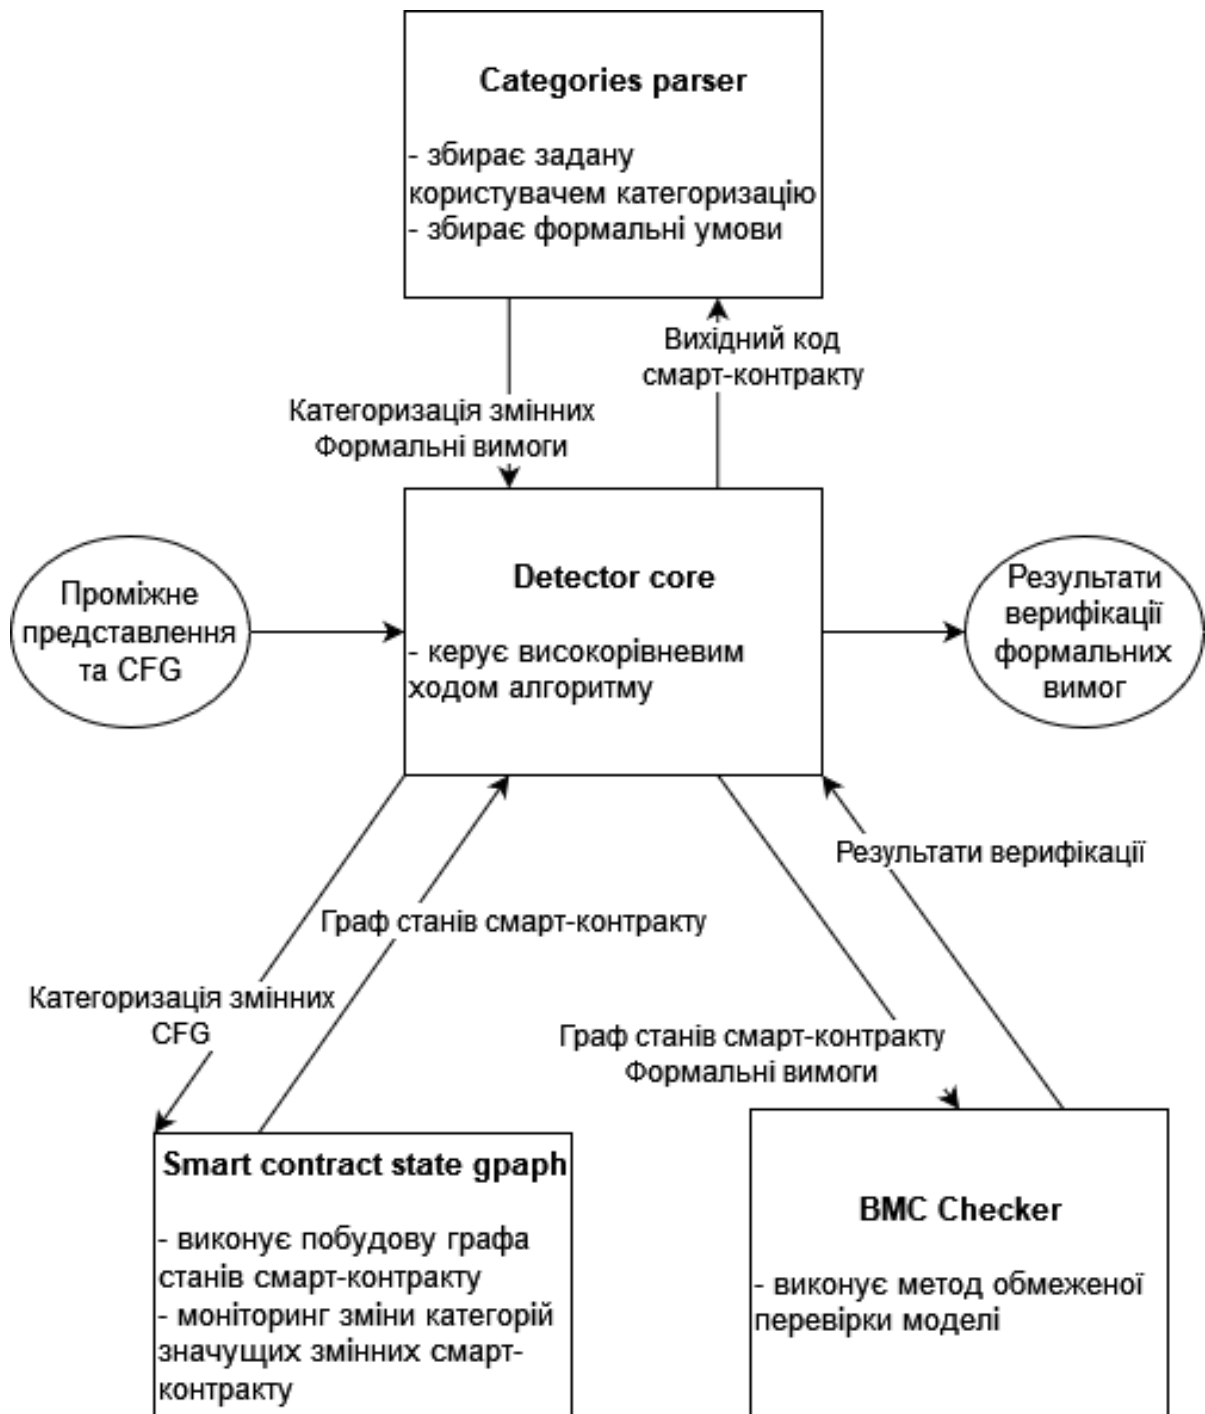 Categories parser
- збирає задану
користувачем категоризацію
- збирає формальні умови
Вихідний код
смарт-контракту
Категоризація змінних
Формальні вимоги
Проміжне
представлення
та CFG
Detector core
- керує високорівневим
ходом алгоритму
Результати
верифікації
формальних
вимог
Результати верифікації
Граф станів смарт-контракту
Категоризація змінних
CFG
Граф станів смарт-контракту
Формальні вимоги
Smart contract state gpaph
- виконує побудову графа
станів смарт-контракту
- моніторинг зміни категорій
значущих змінних смарт-
контракту
BMC Checker
- виконує метод обмеженої
перевірки моделі